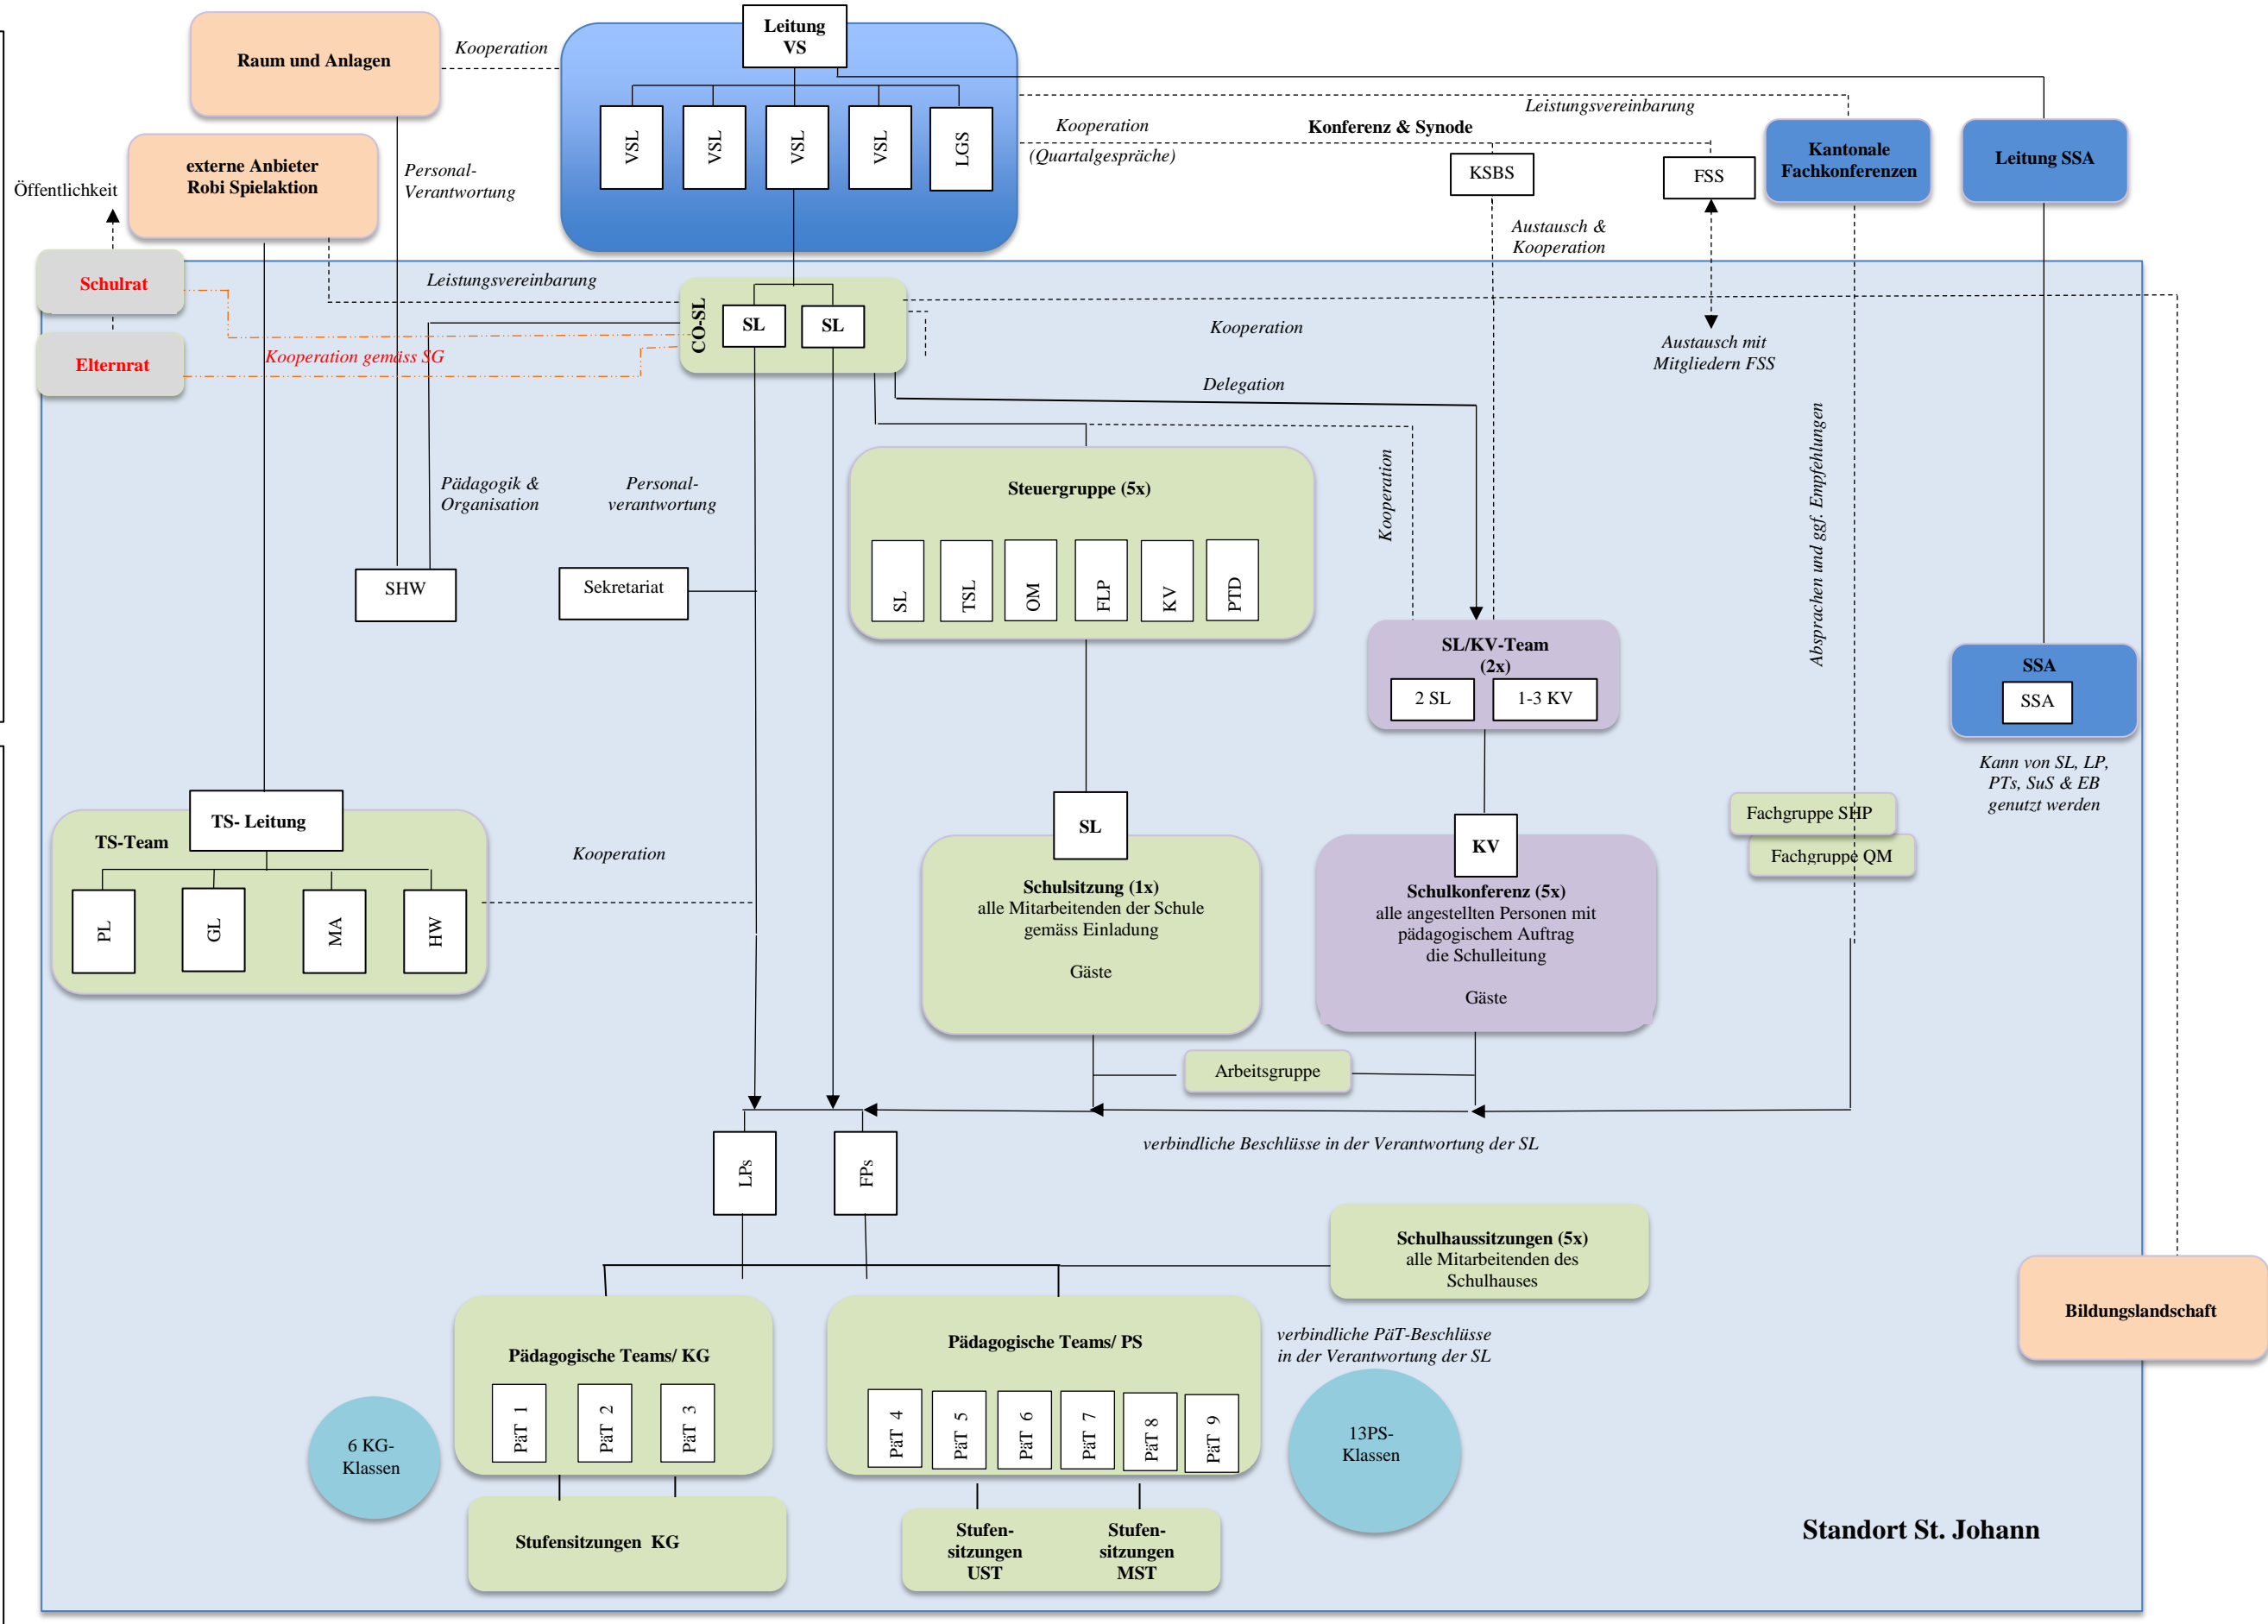 Leitung
VS
Raum und Anlagen
Kooperation
VSL
VSL
VSL
VSL
LGS
Leistungsvereinbarung
Kooperation
(Quartalgespräche)
Konferenz & Synode
KSBS
FSS
Kantonale
Fachkonferenzen
Leitung SSA
externe Anbieter
Robi Spielaktion
Personal-
Verantwortung
Öffentlichkeit
Austausch &
Kooperation
Schulrat
Elternrat
Leistungsvereinbarung
Kooperation gemäss SG
CO-SL
SL
SL
Kooperation
Austausch mit
Mitgliedern FSS
Delegation
Pädagogik &
Organisation
Personal-
verantwortung
Steuergruppe (5x)
SL
TSL
QM
FLP
KV
PTD
Kooperation
Absprachen und ggf. Empfehlungen
SHW
Sekretariat
SL/KV-Team
(2x)
2 SL
1-3 KV
SSA
SSA
Kann von SL, LP,
PTs, SuS & EB
genutzt werden
TS- Leitung
TS-Team
PL
GL
MA
HW
Kooperation
SL
Schulsitzung (1x)
alle Mitarbeitenden der Schule
gemäss Einladung
Gäste
KV
Schulkonferenz (5x)
alle angestellten Personen mit
pädagogischem Auftrag
die Schulleitung
Gäste
Fachgruppe SHP
Fachgruppe QM
Arbeitsgruppe
verbindliche Beschlüsse in der Verantwortung der SL
LPs
FPs
Schulhaussitzungen (5x)
alle Mitarbeitenden des
Schulhauses
Bildungslandschaft
Pädagogische Teams/ KG
PäT 1
PäT 2
PäT 3
Pädagogische Teams/ PS
PäT 4
PäT 5
PäT 6
PäT 7
PäT 8
PäT 9
verbindliche PäT-Beschlüsse
in der Verantwortung der SL
6 KG-
Klassen
13PS-
Klassen
Stufensitzungen KG
Stufen-
sitzungen
UST
Stufen-
sitzungen
MST
Standort St. Johann